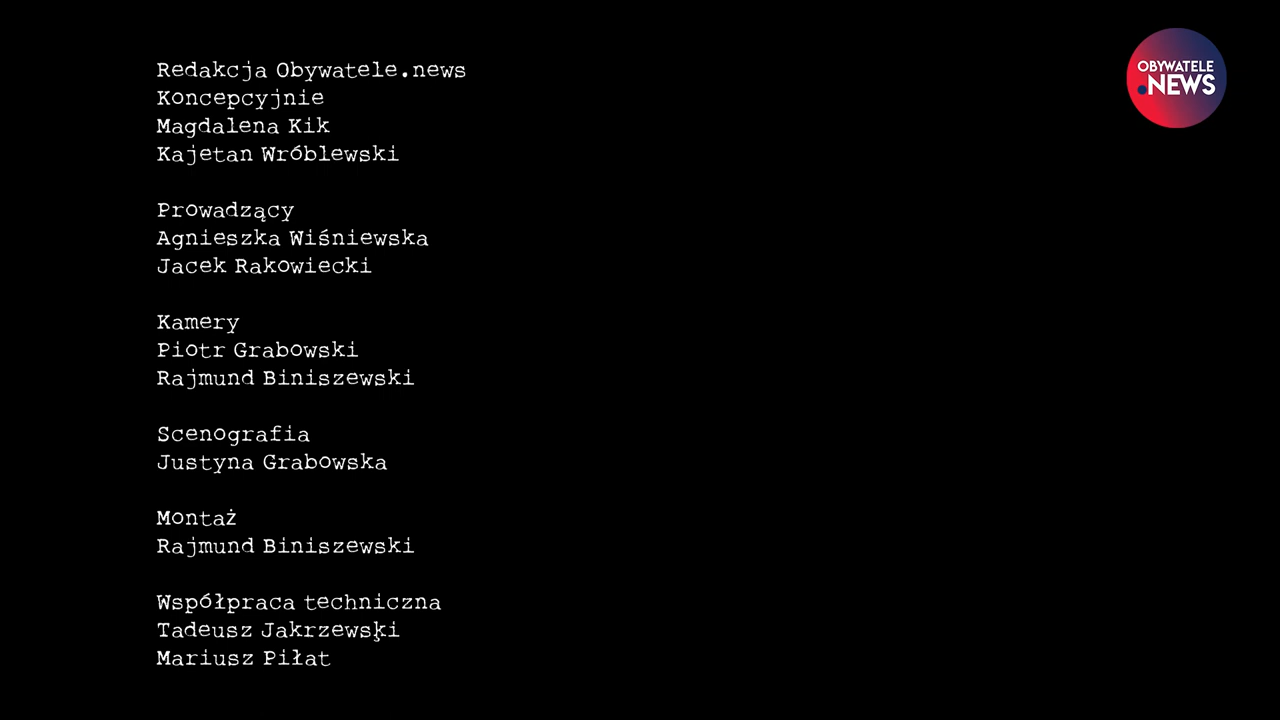 Redakcja Obywatele.news
Koncepcyjnie
Magdalena Kik
Kajetan Wróblewski
Prowadzący
Agnieszka Wiśniewska
Jacek Rakowiecki
Kamery
Piotr Grabowski
Rajmund Biniszewski
Scenografia
Justyna Grabowska
Montaż
Rajmund Biniszewski
Współpraca techniczna
Tadeusz Jakrzewşki
Mariusz Piłat
OBYWATELE
.NEWS